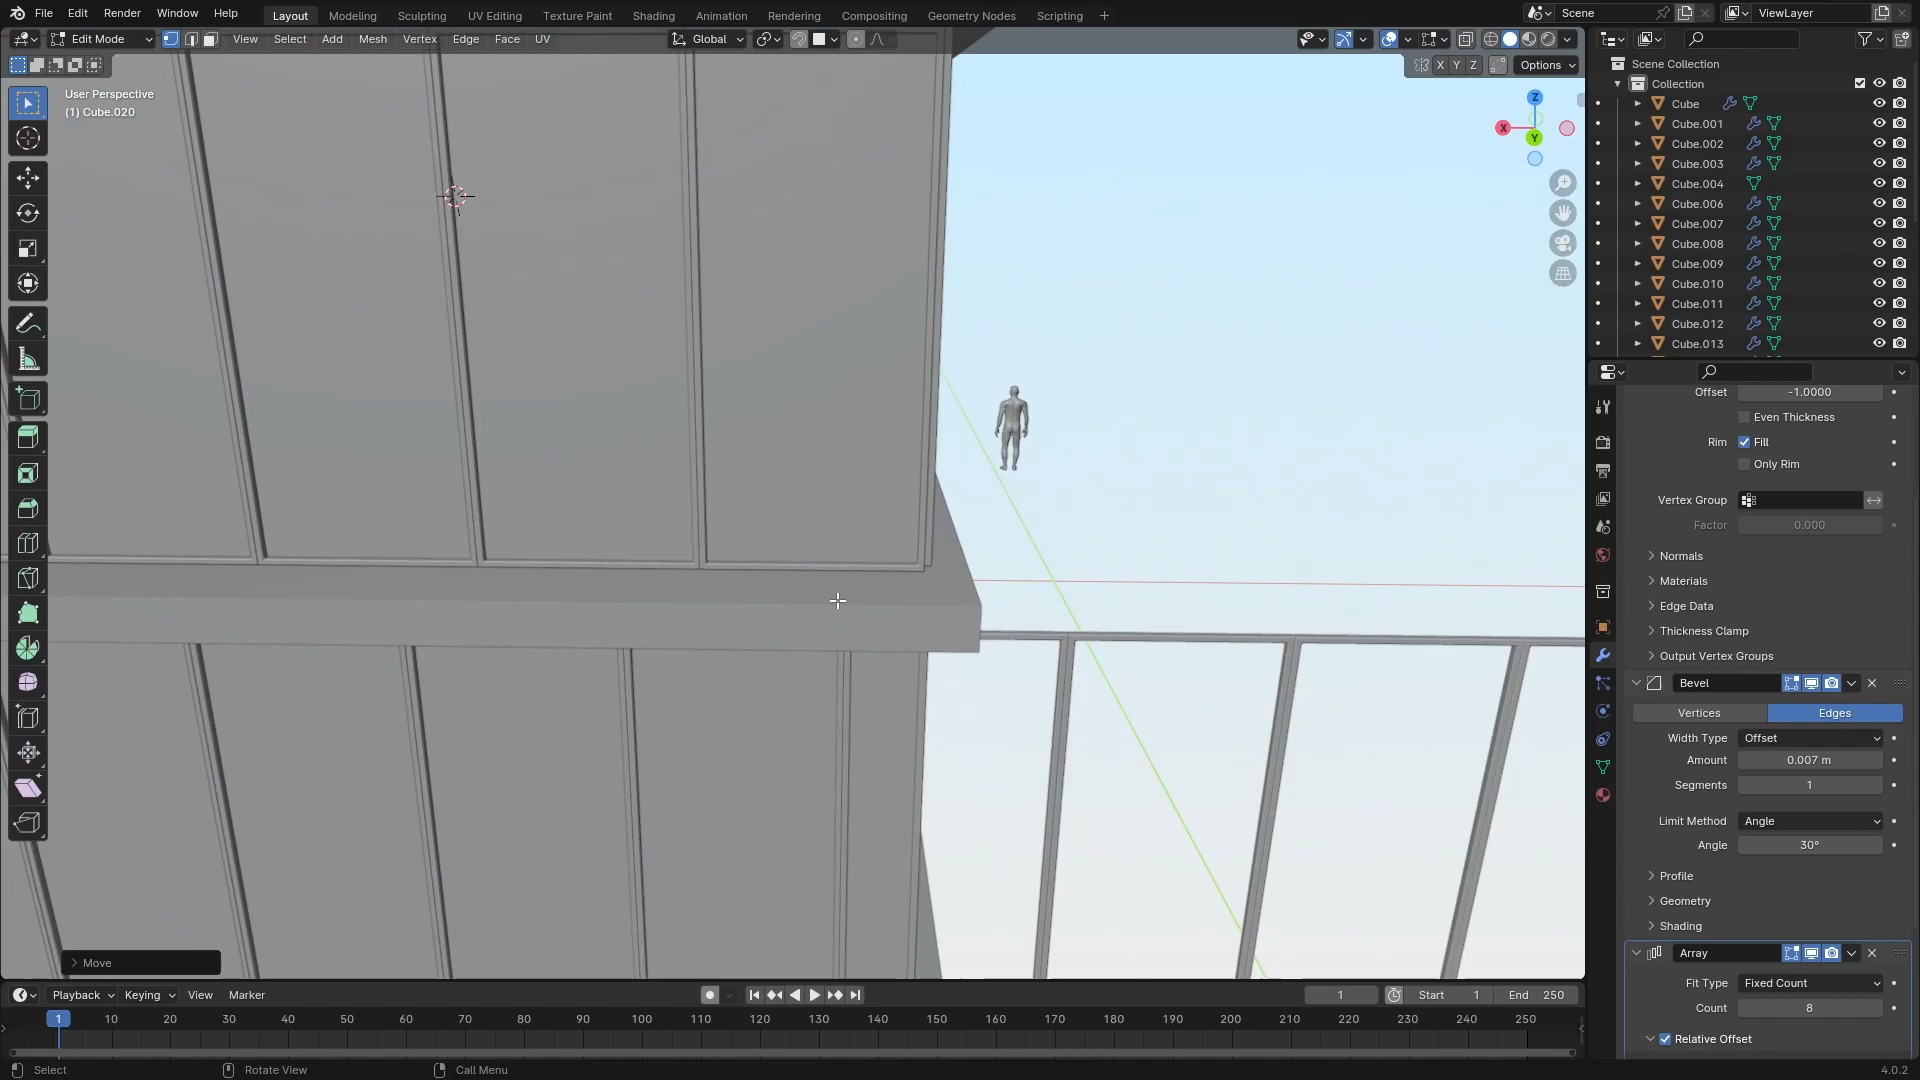 File Edit Render Window Help Layout Modeling Sculpting UV Editing Texture Paint Shading Animation Rendering Compositing Geometry Nodes Scripting + Scene ViewLayer
Edit Mode View Select Add Mesh Vertex Edge Face UV Global
X Y Z Options
User Perspective
(1) Cube.020
Z
X
Y
Scene Collection
Collection
Cube
Cube.001
Cube.002
Cube.003
Cube.004
Cube.006
Cube.007
Cube.008
Cube.009
Cube.010
Cube.011
Cube.012
Cube.013
Offset -1.0000
Even Thickness
Rim Fill
Only Rim
Vertex Group
Factor 0.000
Normals
Materials
Edge Data
Thickness Clamp
Output Vertex Groups
Bevel
Vertices Edges
Width Type Offset
Amount 0.007 m
Segments 1
Limit Method Angle
Angle 30°
Profile
Geometry
Shading
Array
Fit Type Fixed Count
Count 8
Relative Offset
Move
Playback Keying View Marker 1 Start 1 End 250
1 10 20 30 40 50 60 70 80 90 100 110 120 130 140 150 160 170 180 190 200 210 220 230 240 250
Select Rotate View Call Menu 4.0.2